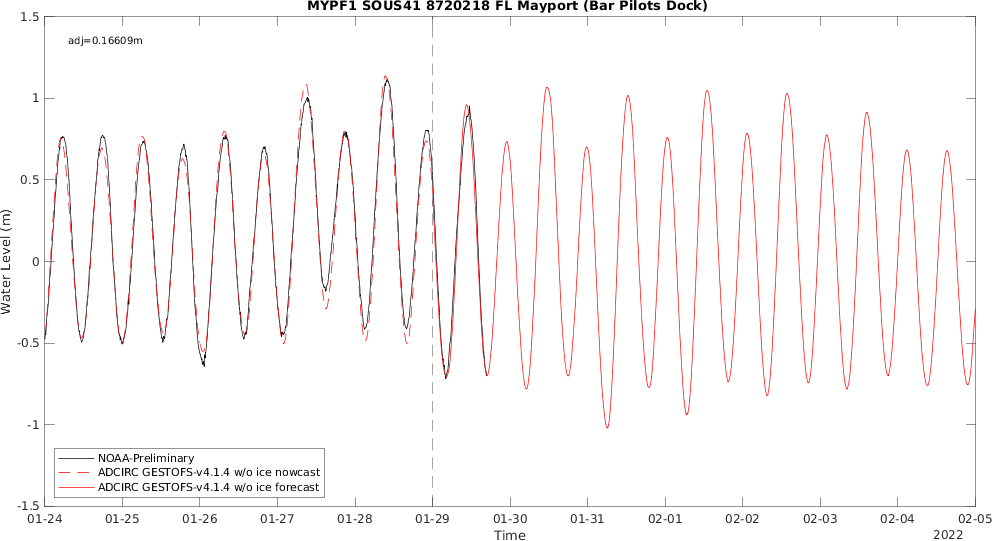 MYPF1 SOUS41 8720218 FL Mayport (Bar Pilots Dock)
adj=0.16609m
1.5
1
0.5
0
-0.5
-1
-1.5
Water Level (m)
NOAA-Preliminary
ADCIRC GESTOFS-v4.1.4 w/o ice nowcast
ADCIRC GESTOFS-v4.1.4 w/o ice forecast
01-24 01-25 01-26 01-27 01-28 01-29 01-30 01-31 02-01 02-02 02-03 02-04 02-05
Time
2022